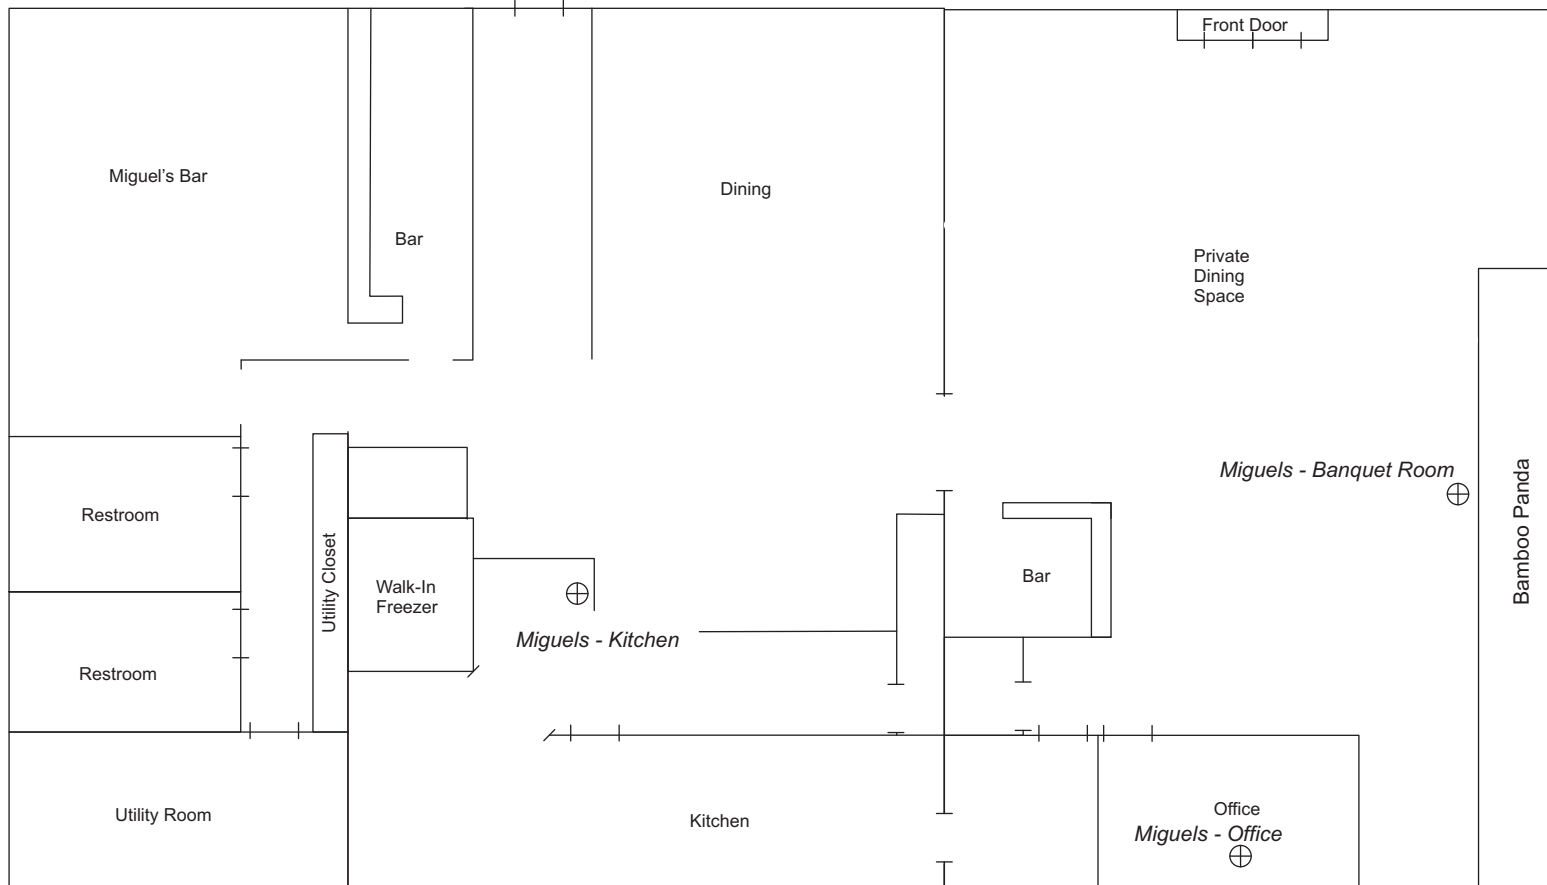 Front Door
Miguel's Bar
Dining
Bar
Private
Dining
Space
Miguels - Banquet Room
Bamboo Panda
Restroom
Utility Closet
Walk-In
Freezer
Bar
Miguels - Kitchen
Restroom
Utility Room
Kitchen
Office
Miguels - Office